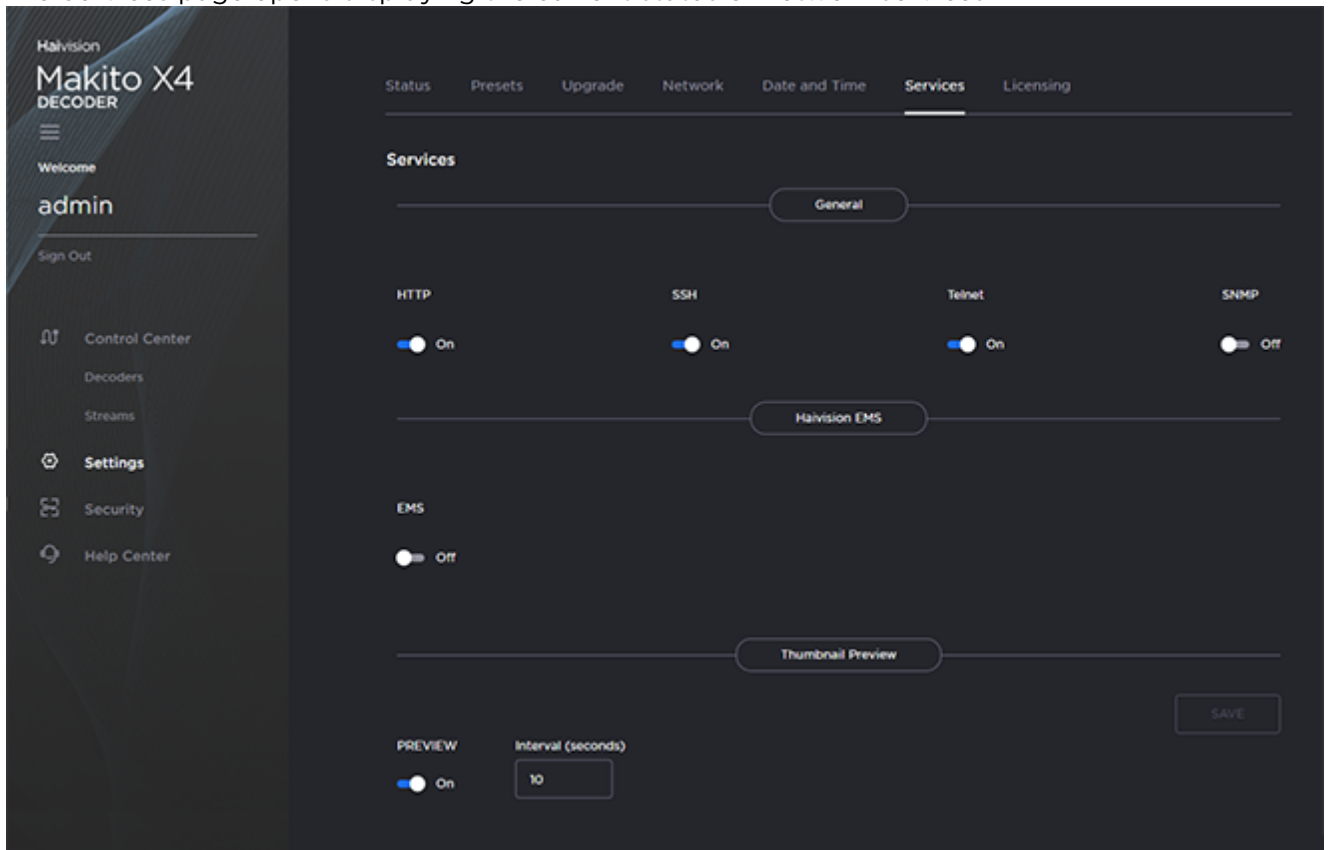 Haivision
Makito X4
DECODER
Welcome
admin
Sign Out
Control Center
Decoders
Streams
Settings
Security
Help Center
Status Presets Upgrade Network Date and Time Services Licensing
Services
General
HTTP SSH Telnet SNMP
On On On Off
Haivision EMS
EMS
Off
Thumbnail Preview
SAVE
PREVIEW Interval (seconds)
On 10